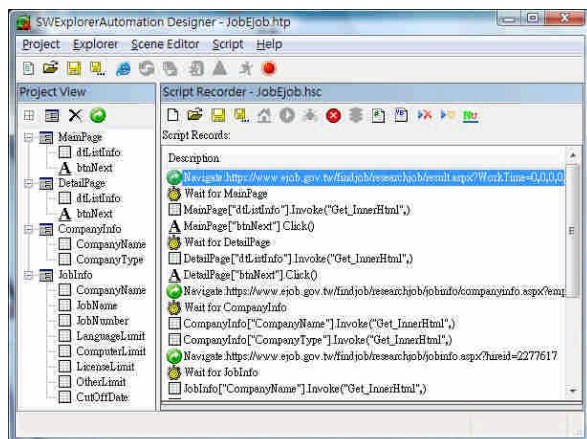 SWExplorerAutomation Designer - JobEjob.htp
Project Explorer Scene Editor Script Help
Project View
MainPage
dtListInfo
A btnNext
DetailPage
dtListInfo
A btnNext
CompanyInfo
CompanyName
CompanyType
JobInfo
CompanyName
JobName
JobNumber
LanguageLimit
ComputerLimit
LicenseLimit
OtherLimit
CutOffDate
Script Recorder - JobEjob.hsc
Script Records:
Description
Navigate:https://www.ejob.gov.tw/findjob/researchjob/result.aspx?WorkTime=0,0,0,0,
Wait for MainPage
MainPage["dtListInfo"].Invoke("Get_InnerHtml",)
A MainPage["btnNext"].Click()
Wait for DetailPage
DetailPage["dtListInfo"].Invoke("Get_InnerHtml",)
A DetailPage["btnNext"].Click()
Navigate:https://www.ejob.gov.tw/findjob/researchjob/jobinfo/companyinfo.aspx?emp
Wait for CompanyInfo
CompanyInfo["CompanyName"].Invoke("Get_InnerHtml",)
CompanyInfo["CompanyType"].Invoke("Get_InnerHtml",)
Navigate:https://www.ejob.gov.tw/findjob/researchjob/jobinfo.aspx?hireid=2277617
Wait for JobInfo
JobInfo["CompanyName"].Invoke("Get_InnerHtml",)